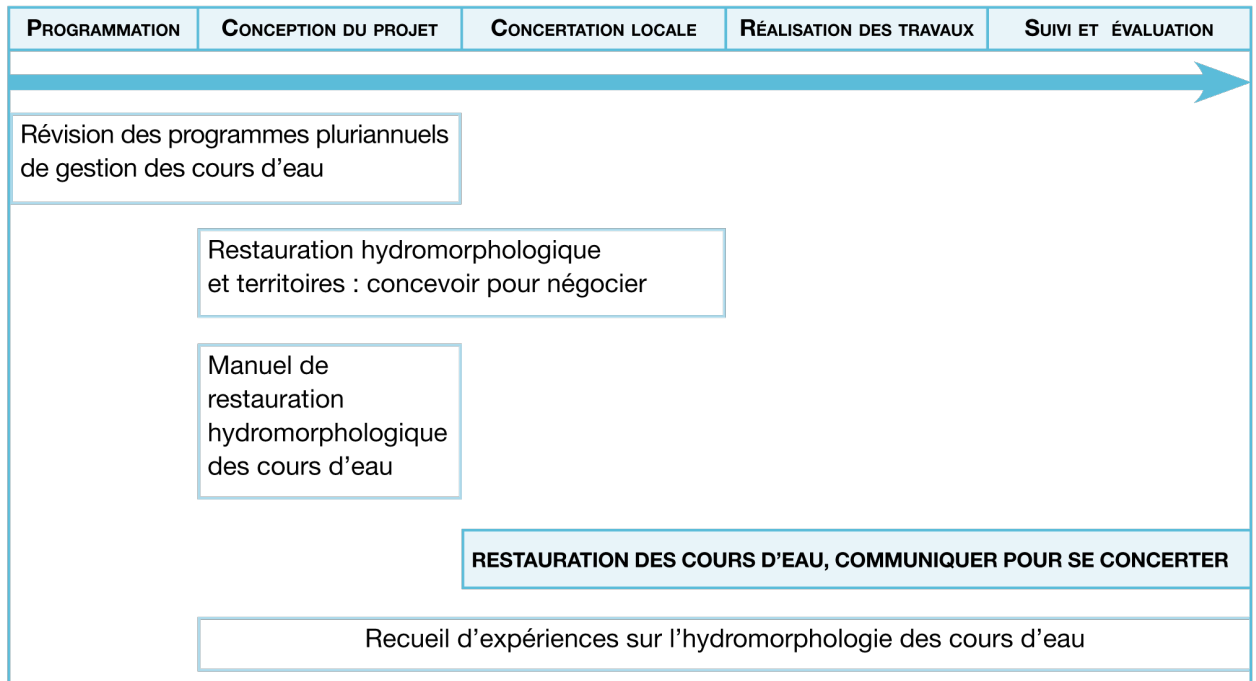 PROGRAMMATION CONCEPTION DU PROJET CONCERTATION LOCALE RÉALISATION DES TRAVAUX SUIVI ET ÉVALUATION
Révision des programmes pluriannuels
de gestion des cours d’eau
Restauration hydromorphologique
et territoires : concevoir pour négocier
Manuel de
restauration
hydromorphologique
des cours d’eau
RESTAURATION DES COURS D’EAU, COMMUNIQUER POUR SE CONCERTER
Recueil d’expériences sur l’hydromorphologie des cours d’eau